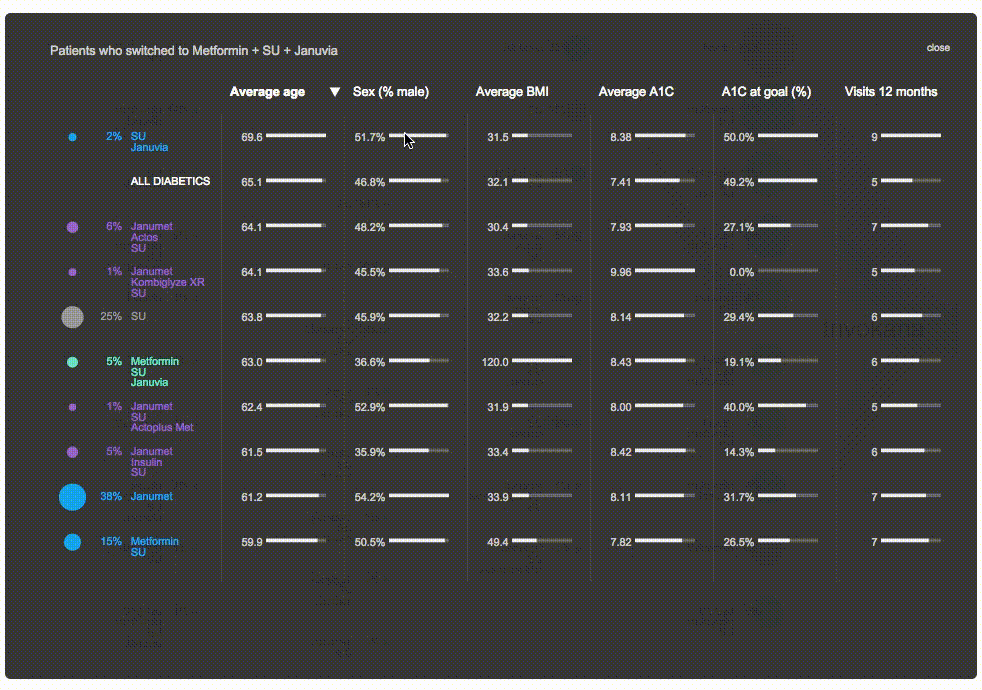 Patients who switched to Metformin + SU + Januvia
close
Average age ▼ Sex (% male) Average BMI Average A1C A1C at goal (%) Visits 12 months
2% SU 69.6 51.7% 31.5 8.38 50.0% 9
Januvia
ALL DIABETICS 65.1 46.8% 32.1 7.41 49.2% 5
6% Janumet 64.1 48.2% 30.4 7.93 27.1% 7
Actos
SU
1% Janumet 64.1 45.5% 33.6 9.96 0.0% 5
Kombiglyze XR
SU
25% SU 63.8 45.9% 32.2 8.14 29.4% 6
Invokana
5% Metformin 63.0 36.6% 120.0 8.43 19.1% 6
SU
Januvia
1% Janumet 62.4 52.9% 31.9 8.00 40.0% 5
SU
Actoplus Met
5% Janumet 61.5 35.9% 33.4 8.42 14.3% 6
Insulin
SU
38% Janumet 61.2 54.2% 33.9 8.11 31.7% 7
15% Metformin 59.9 50.5% 49.4 7.82 26.5% 7
SU